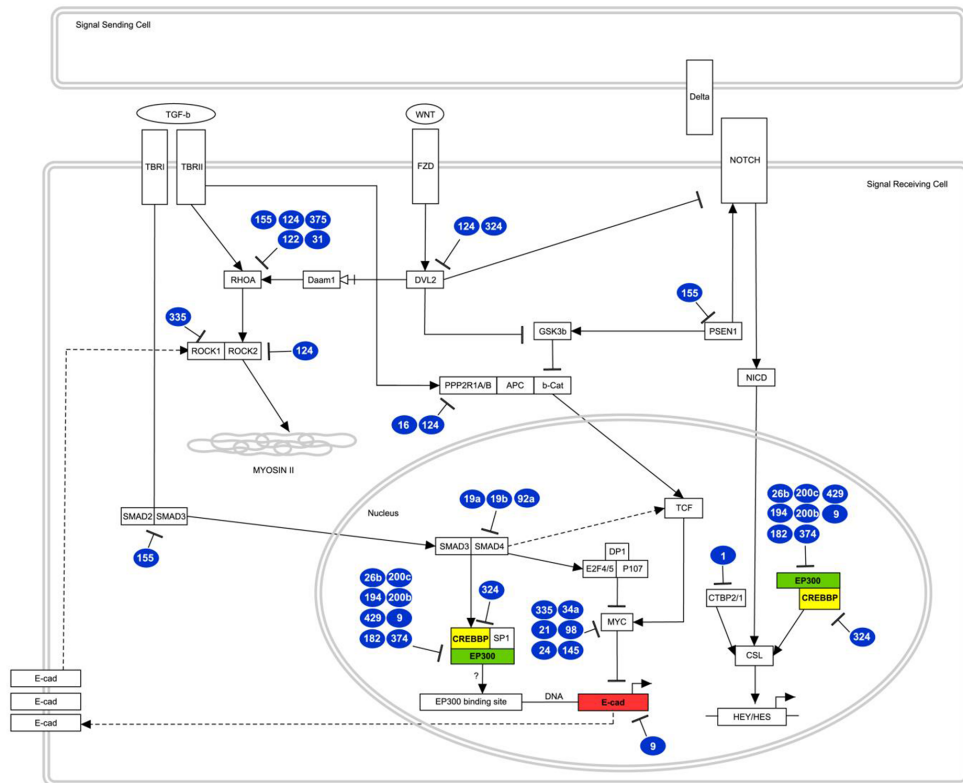 Signal Sending Cell
Delta
TGF-b
WNT
TBRI TBRII
FZD
NOTCH
Signal Receiving Cell
155 124 375
122 31
124 324
RHOA
Daam1
DVL2
155
335
GSK3b
PSEN1
ROCK1 ROCK2
124
NICD
PPP2R1A/B APC b-Cat
16 124
MYOSIN II
Nucleus
19a 19b 92a
26b 200c 429
194 200b 9
182 374
SMAD2 SMAD3
TCF
155
SMAD3 SMAD4
DP1
E2F4/5 P107
1
EP300
CREBBP
CTBP2/1
26b 200c
194 200b
429 9
182 374
324
335 34a
21 98
24 145
MYC
324
CREBBP SP1
EP300
CSL
?
E-cad
E-cad
E-cad
EP300 binding site
DNA
E-cad
HEY/HES
9